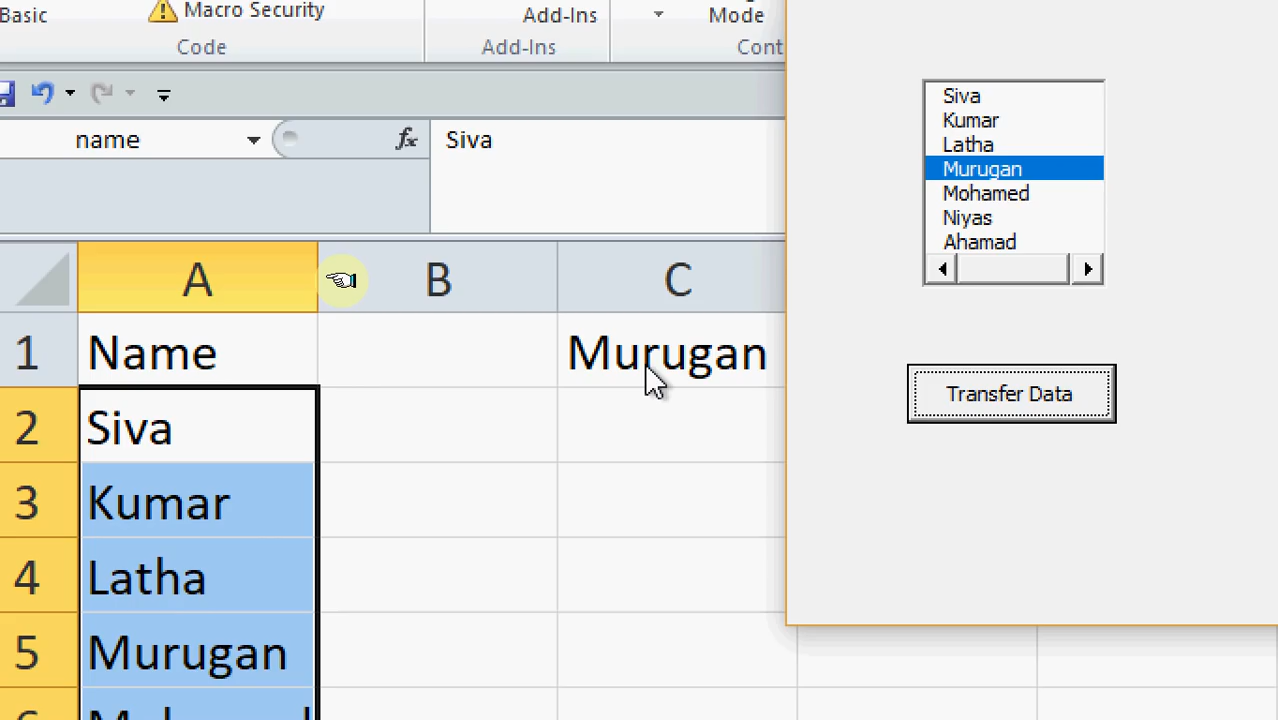 Basic
Macro Security
Add-Ins
Mode
Code
Add-Ins
Cont
name
fx
Siva
A
B
C
1
Name
Murugan
2
Siva
3
Kumar
4
Latha
5
Murugan
Siva
Kumar
Latha
Murugan
Mohamed
Niyas
Ahamad
Transfer Data